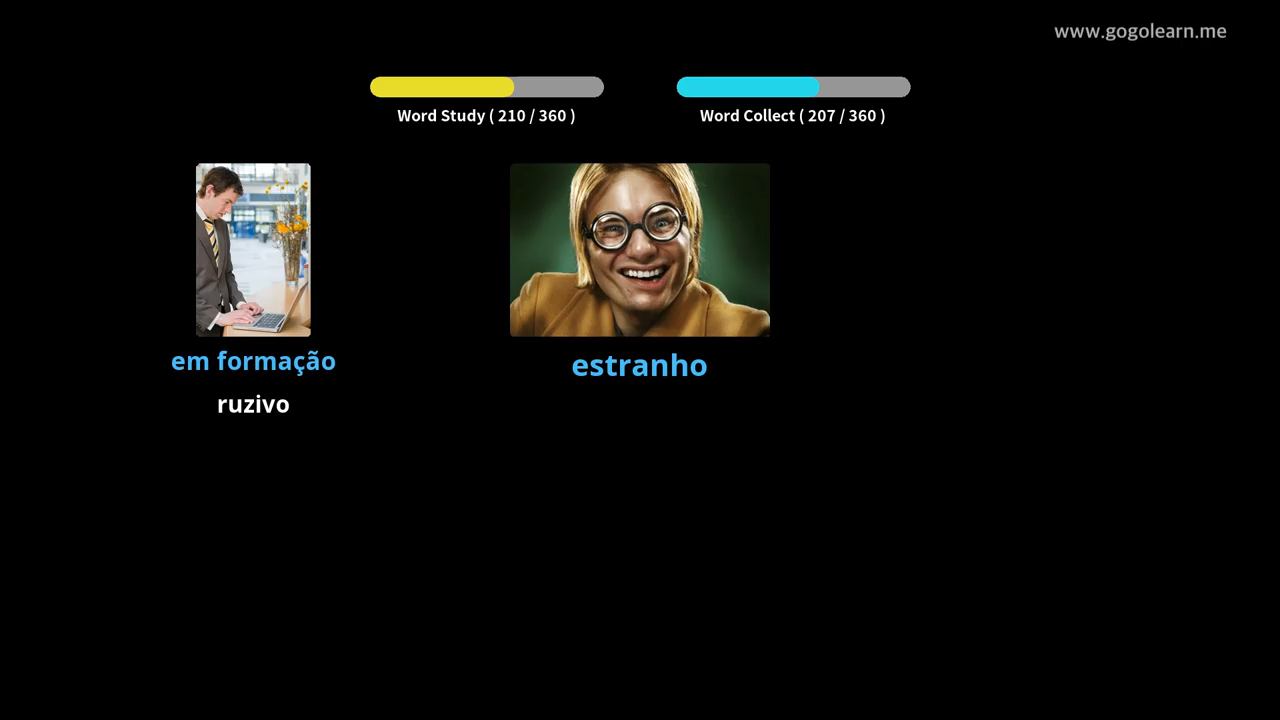 www.gogolearn.me
Word Study ( 210 / 360 )
Word Collect ( 207 / 360 )
em formação
ruzivo
estranho